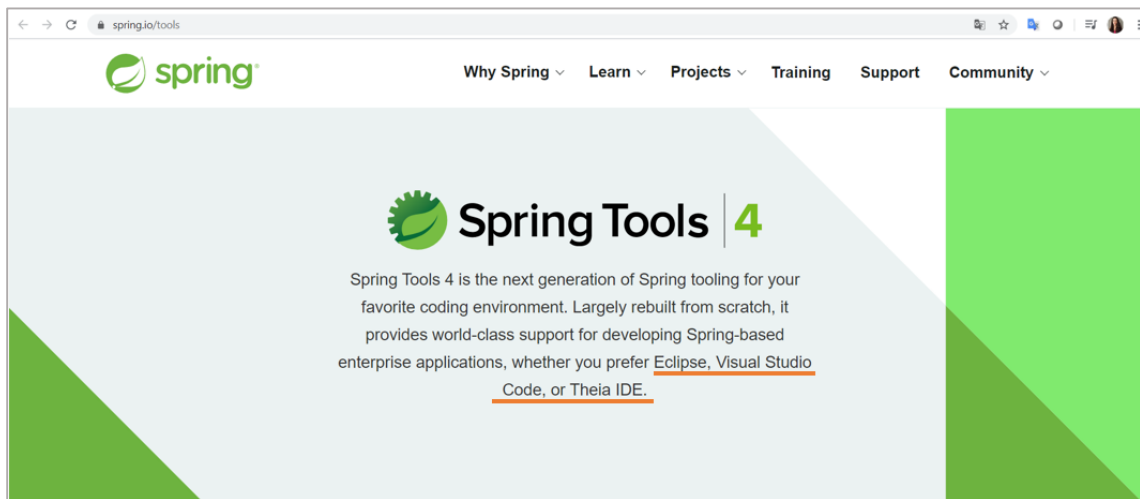 spring.io/tools
spring
Why Spring Learn Projects Training Support Community
Spring Tools 4
Spring Tools 4 is the next generation of Spring tooling for your
favorite coding environment. Largely rebuilt from scratch, it
provides world-class support for developing Spring-based
enterprise applications, whether you prefer Eclipse, Visual Studio
Code, or Theia IDE.